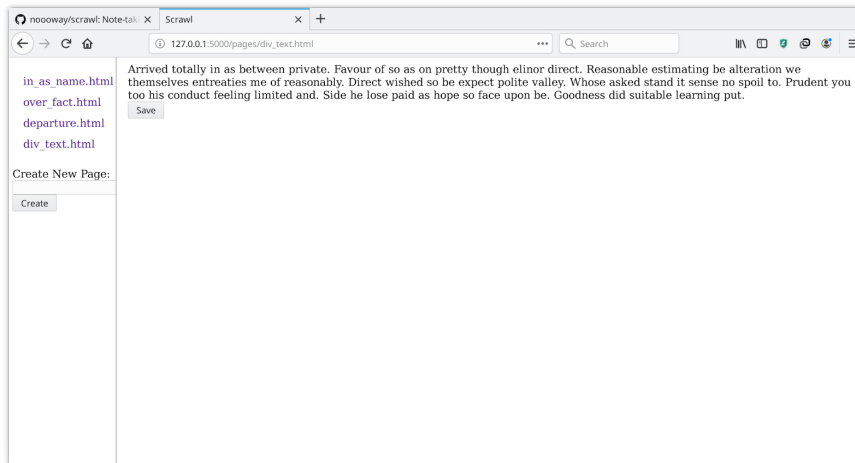 noooway/scrawl: Note-tak
Scrawl
127.0.0.1:5000/pages/div_text.html
Search
in_as_name.html
over_fact.html
departure.html
div_text.html
Create New Page:
Create
Arrived totally in as between private. Favour of so as on pretty though elinor direct. Reasonable estimating be alteration we
themselves entreaties me of reasonably. Direct wished so be expect polite valley. Whose asked stand it sense no spoil to. Prudent you
too his conduct feeling limited and. Side he lose paid as hope so face upon be. Goodness did suitable learning put.
Save